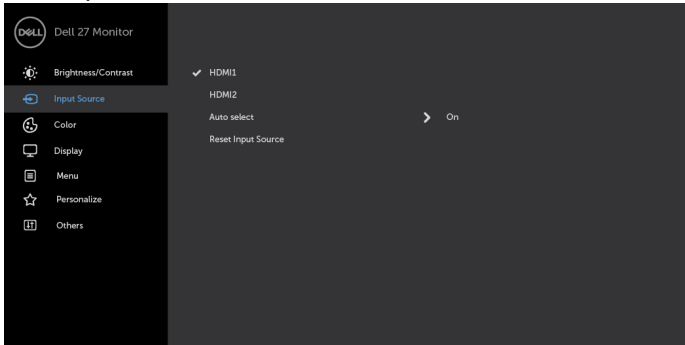 DELL Dell 27 Monitor
Brightness/Contrast
HDMI1
Input Source
HDMI2
Color
Auto select On
Display
Reset Input Source
Menu
Personalize
Others